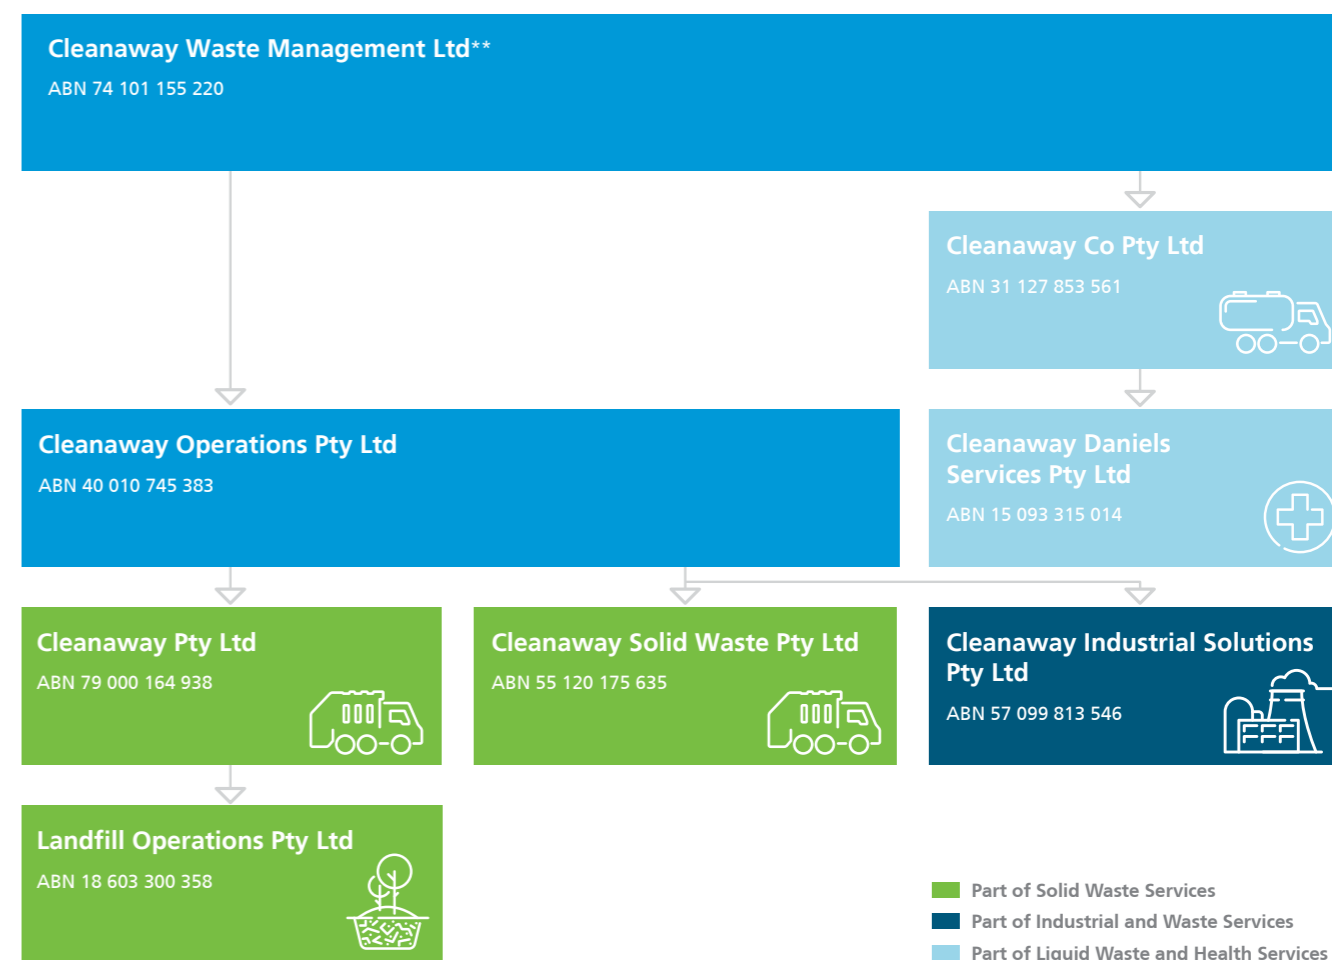 Cleanaway Waste Management Ltd**
ABN 74 101 155 220
Cleanaway Co Pty Ltd
ABN 31 127 853 561
Cleanaway Operations Pty Ltd
ABN 40 010 745 383
Cleanaway Daniels
Services Pty Ltd
ABN 15 093 315 014
Cleanaway Pty Ltd
ABN 79 000 164 938
Cleanaway Solid Waste Pty Ltd
ABN 55 120 175 635
Cleanaway Industrial Solutions
Pty Ltd
ABN 57 099 813 546
Landfill Operations Pty Ltd
ABN 18 603 300 358
Part of Solid Waste Services
Part of Industrial and Waste Services
Part of Liquid Waste and Health Services